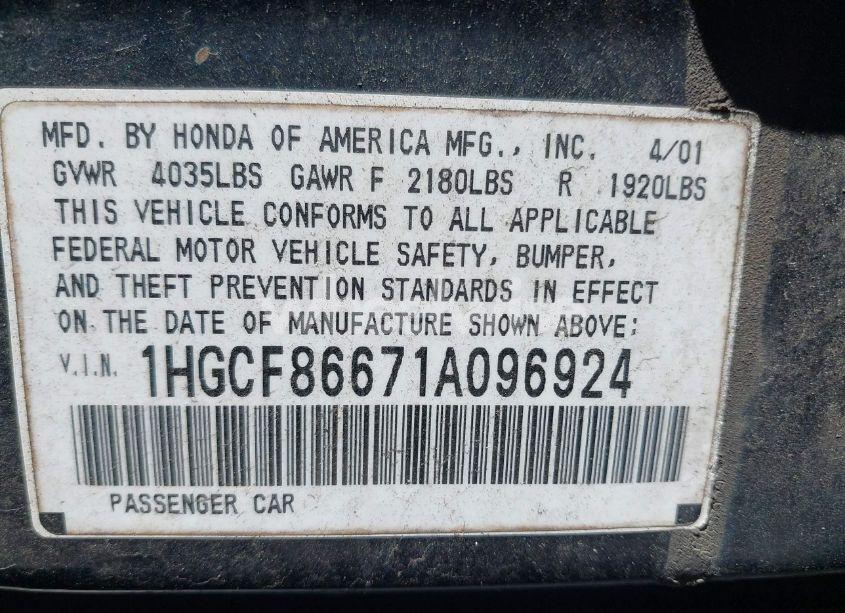 MFD. BY HONDA OF AMERICA MFG., INC. 4/01
GVWR 4035LBS GAWR F 2180LBS R 1920LBS
THIS VEHICLE CONFORMS TO ALL APPLICABLE
FEDERAL MOTOR VEHICLE SAFETY, BUMPER,
AND THEFT PREVENTION STANDARDS IN EFFECT
ON THE DATE OF MANUFACTURE SHOWN ABOVE;
V.I.N. 1HGCF86671A096924
PASSENGER CAR